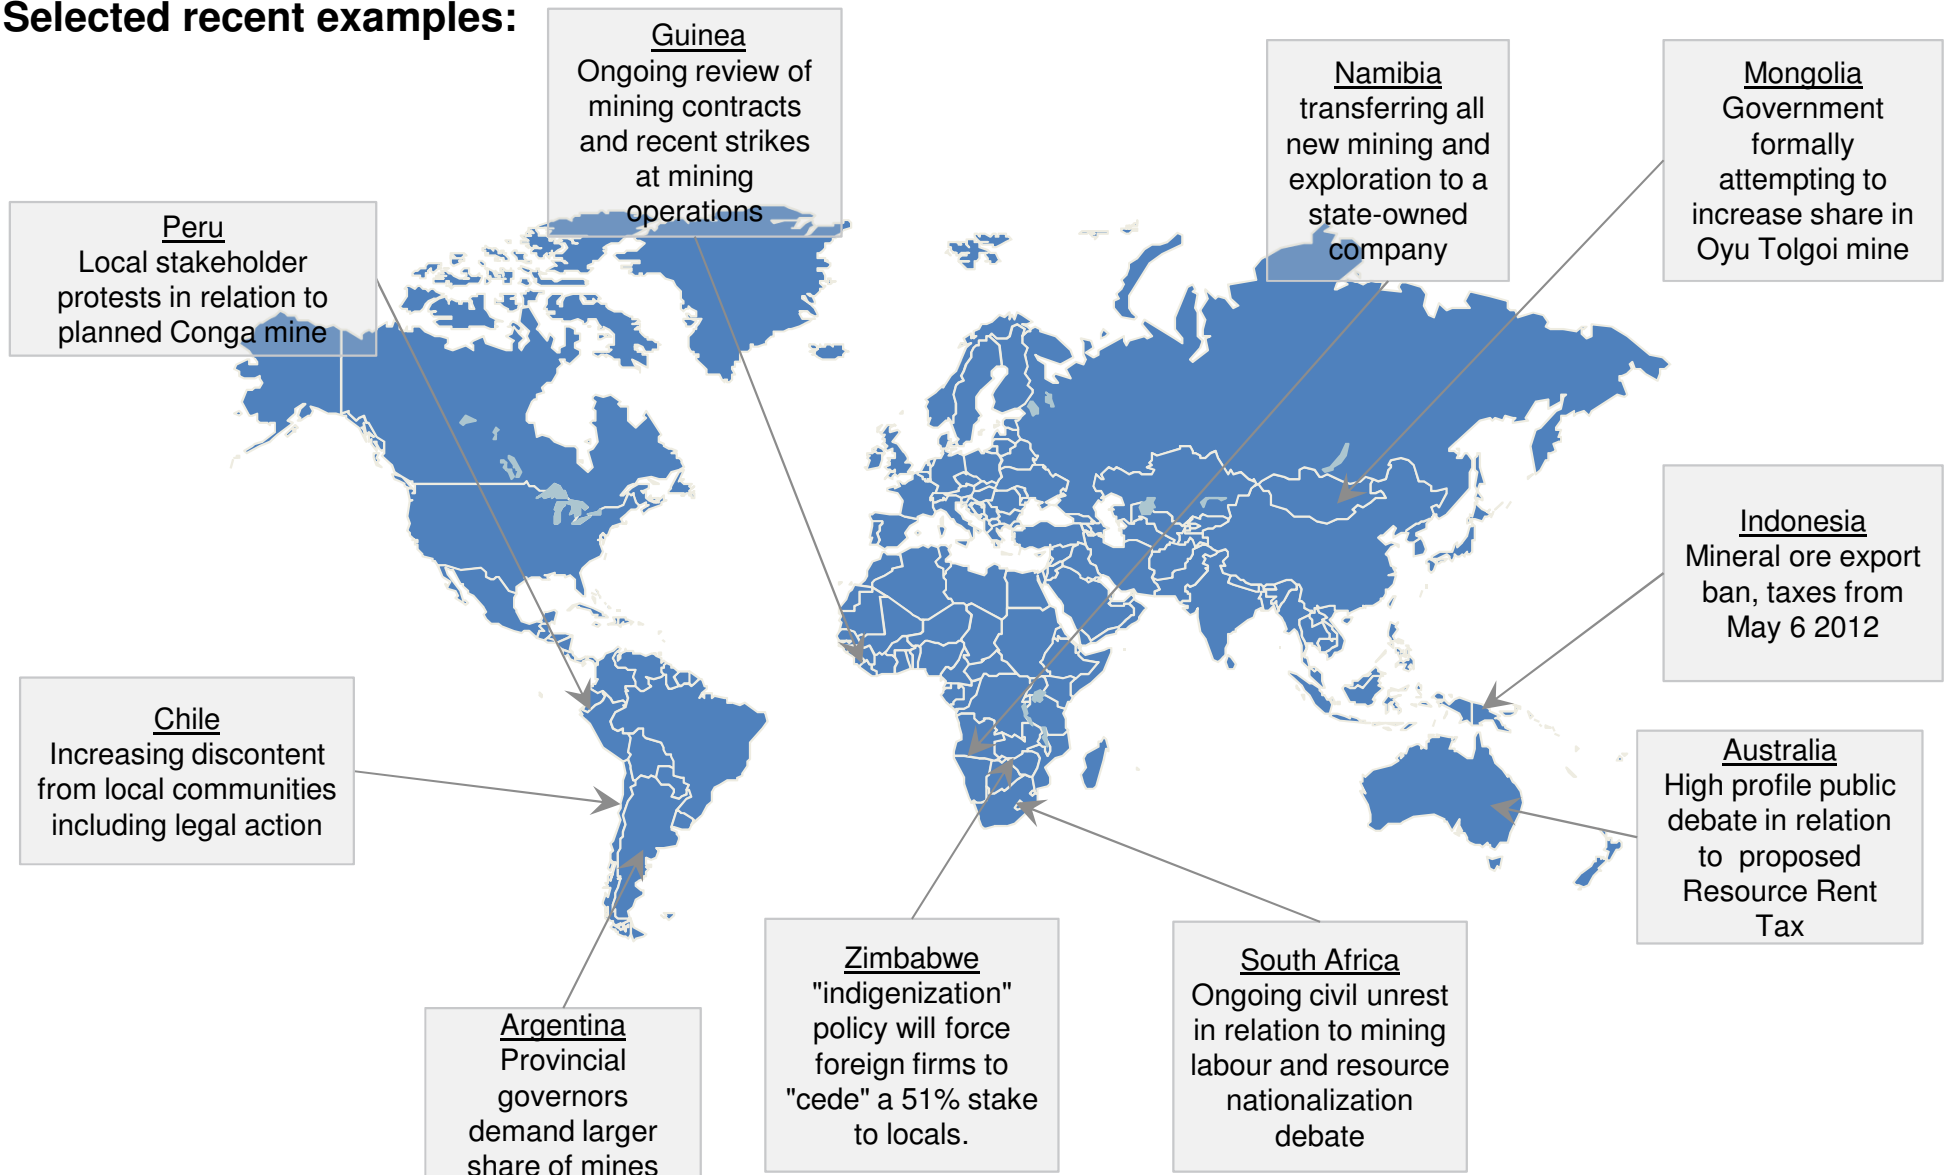 Selected recent examples:
Guinea
Ongoing review of
mining contracts
and recent strikes
at mining
operations
Namibia
transferring all
new mining and
exploration to a
state-owned
company
Mongolia
Government
formally
attempting to
increase share in
Oyu Tolgoi mine
Peru
Local stakeholder
protests in relation to
planned Conga mine
Indonesia
Mineral ore export
ban, taxes from
May 6 2012
Chile
Increasing discontent
from local communities
including legal action
Australia
High profile public
debate in relation
to proposed
Resource Rent
Tax
Argentina
Provincial
governors
demand larger
share of mines
Zimbabwe
"indigenization"
policy will force
foreign firms to
"cede" a 51% stake
to locals.
South Africa
Ongoing civil unrest
in relation to mining
labour and resource
nationalization
debate